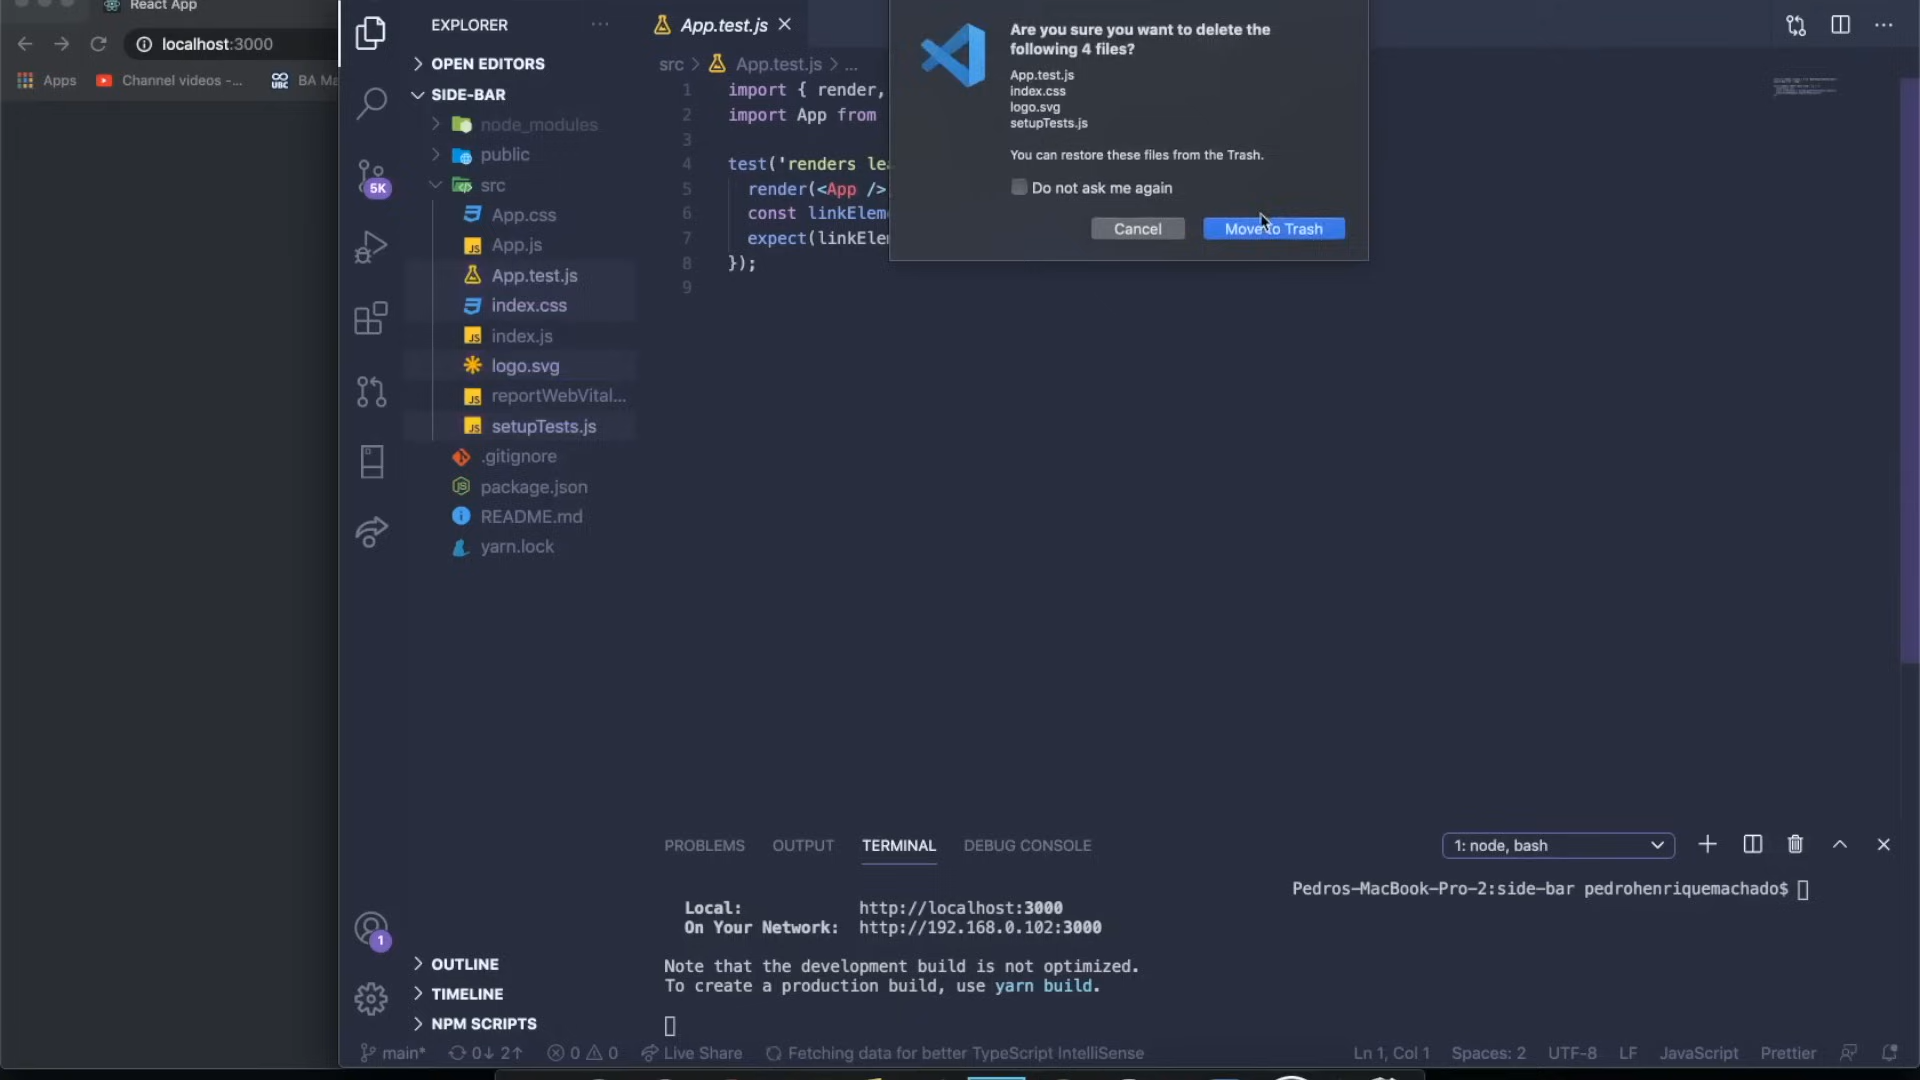 React App
localhost:3000
Apps
Channel videos -...
UBC
BA Ma
EXPLORER
OPEN EDITORS
SIDE-BAR
node_modules
public
src
App.css
App.js
App.test.js
index.css
index.js
logo.svg
reportWebVital...
setupTests.js
.gitignore
package.json
README.md
yarn.lock
5K
1
OUTLINE
TIMELINE
NPM SCRIPTS
App.test.js
src > App.test.js > ...
1 import { render,
2 import App from
3
4 test('renders lea
5 render(<App />
6 const linkEleme
7 expect(linkElem
8 });
9
Are you sure you want to delete the
following 4 files?
App.test.js
index.css
logo.svg
setupTests.js
You can restore these files from the Trash.
Do not ask me again
Cancel
Move to Trash
PROBLEMS OUTPUT TERMINAL DEBUG CONSOLE
1: node, bash
Local: http://localhost:3000
On Your Network: http://192.168.0.102:3000
Note that the development build is not optimized.
To create a production build, use yarn build.
Pedros-MacBook-Pro-2:side-bar pedrohenriquemachado$
main* 0↓ 2↑ 0 0 Live Share Fetching data for better TypeScript IntelliSense
Ln 1, Col 1 Spaces: 2 UTF-8 LF JavaScript Prettier